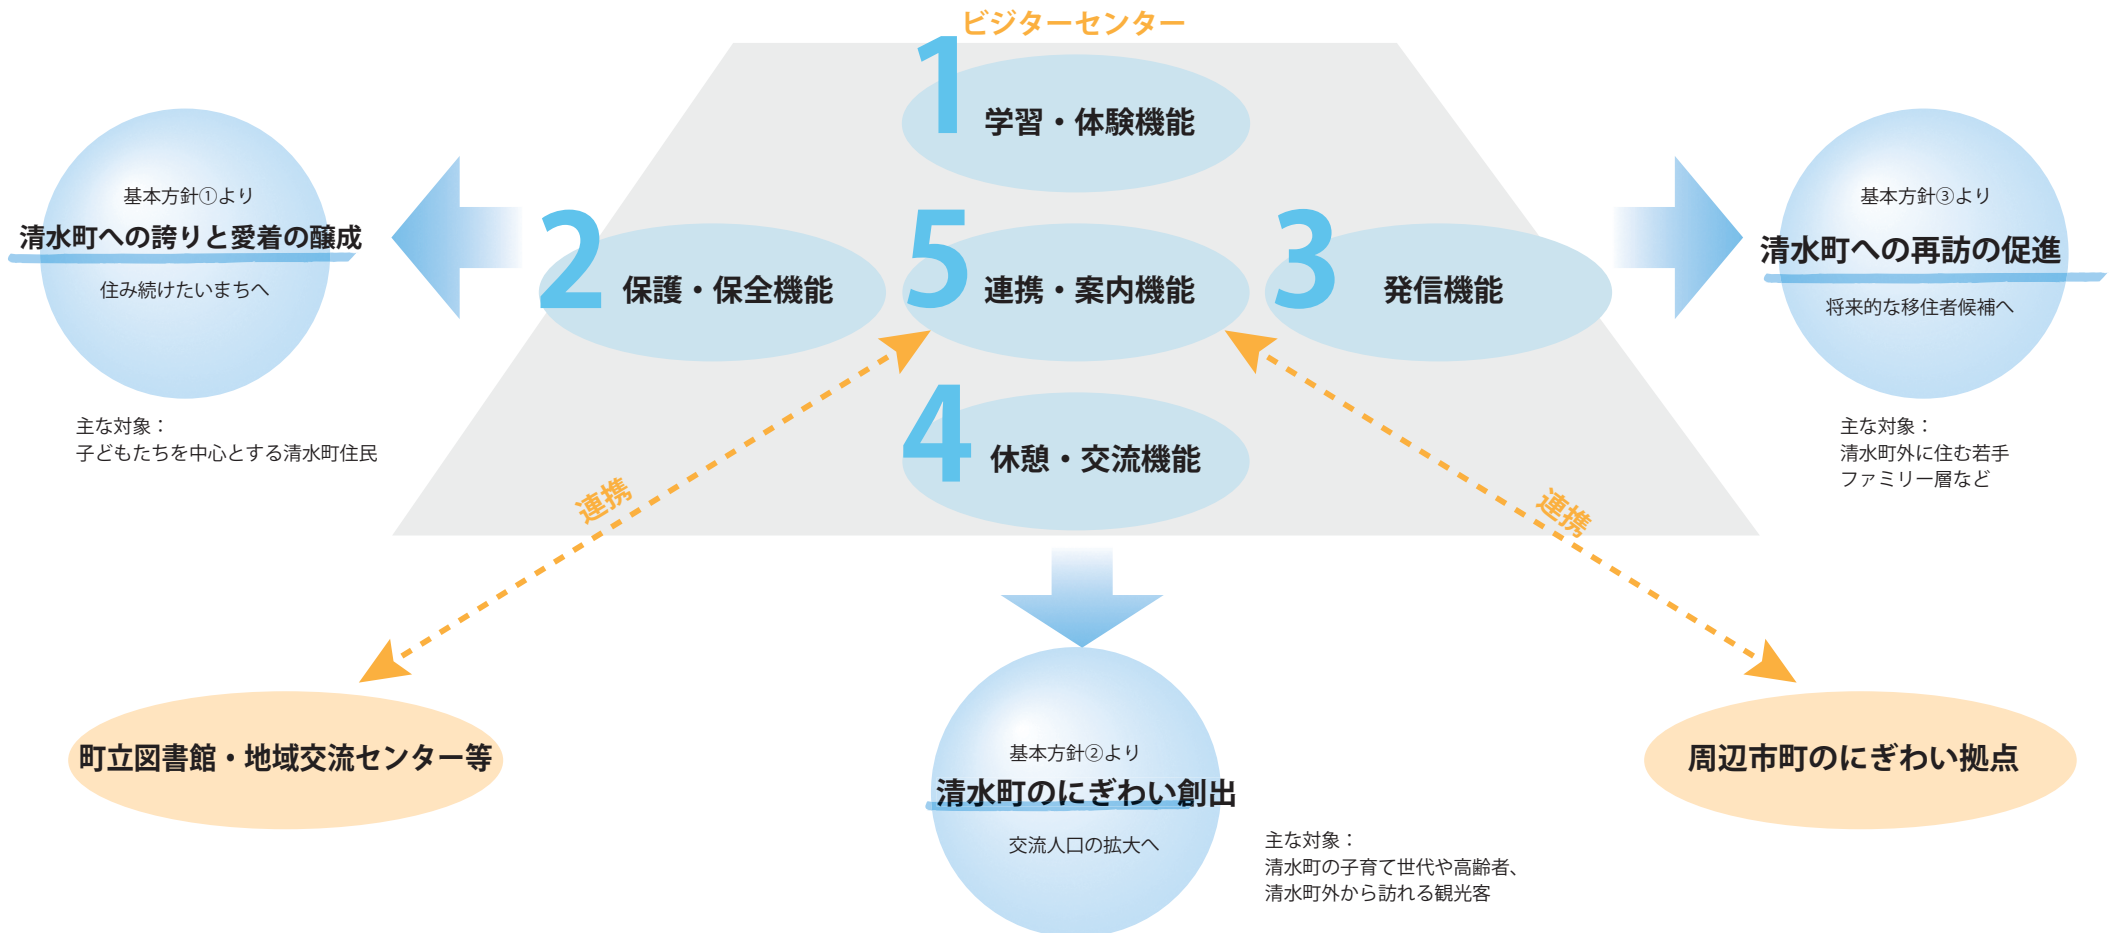 ビジターセンター
1
学習・体験機能
2
保護・保全機能
5
連携・案内機能
3
発信機能
4
休憩・交流機能
基本方針①より
清水町への誇りと愛着の醸成
住み続けたいまちへ
主な対象：
子どもたちを中心とする清水町住民
基本方針③より
清水町への再訪の促進
将来的な移住者候補へ
主な対象：
清水町外に住む若手
ファミリー層など
連携
連携
町立図書館・地域交流センター等
基本方針②より
清水町のにぎわい創出
交流人口の拡大へ
主な対象：
清水町の子育て世代や高齢者、
清水町外から訪れる観光客
周辺市町のにぎわい拠点